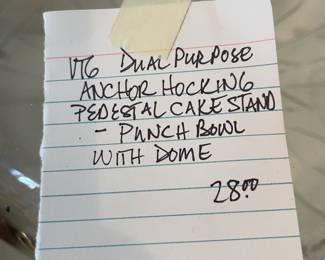 VTG DUAL PURPOSE
ANCHOR HOCKING
PEDESTAL CAKE STAND
- PUNCH BOWL
WITH DOME
28.00